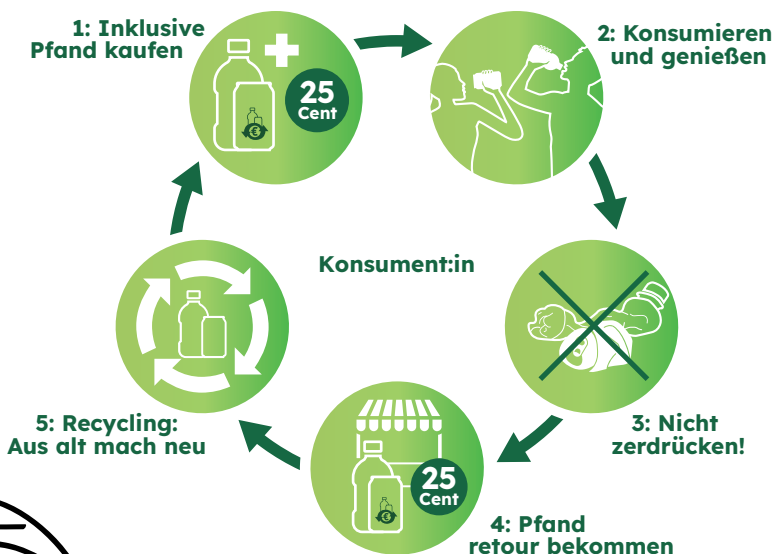 1: Inklusive
Pfand kaufen
25
Cent
€
2: Konsumieren
und genießen
Konsument:in
3: Nicht
zerdrücken!
4: Pfand
retour bekommen
25
Cent
€
5: Recycling:
Aus alt mach neu